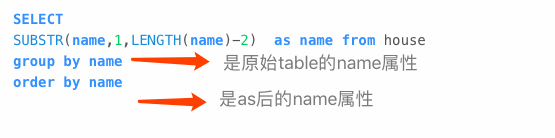 SELECT
SUBSTR(name,1,LENGTH(name)-2)  as name from house
group by name 是原始table的name属性
order by name
是as后的name属性